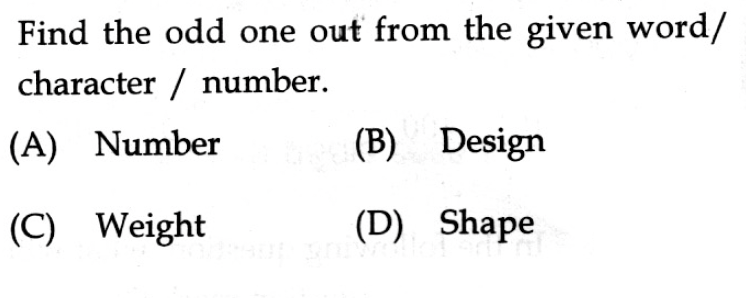 Find the odd one out from the given word/
character / number.
(A) Number (B) Design
(C) Weight (D) Shape